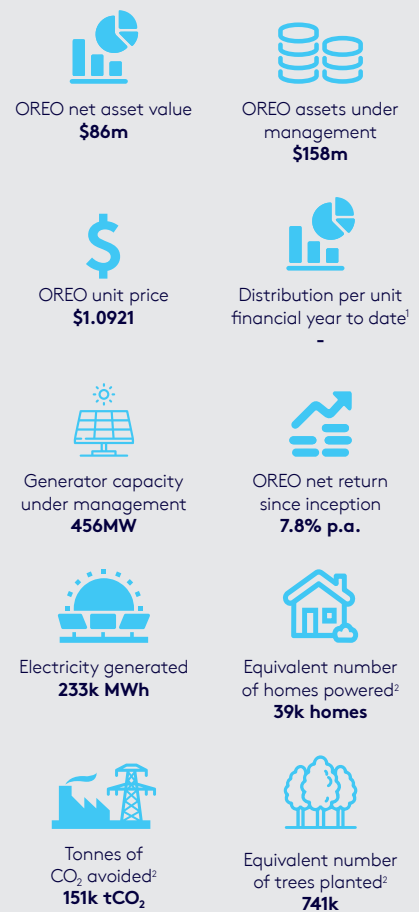 OREO net asset value
$86m
OREO assets under
management
$158m
OREO unit price
$1.0921
Distribution per unit
financial year to date¹
-
Generator capacity
under management
456MW
OREO net return
since inception
7.8% p.a.
Electricity generated
233k MWh
Equivalent number
of homes powered²
39k homes
Tonnes of
CO₂ avoided²
151k tCO₂
Equivalent number
of trees planted²
741k